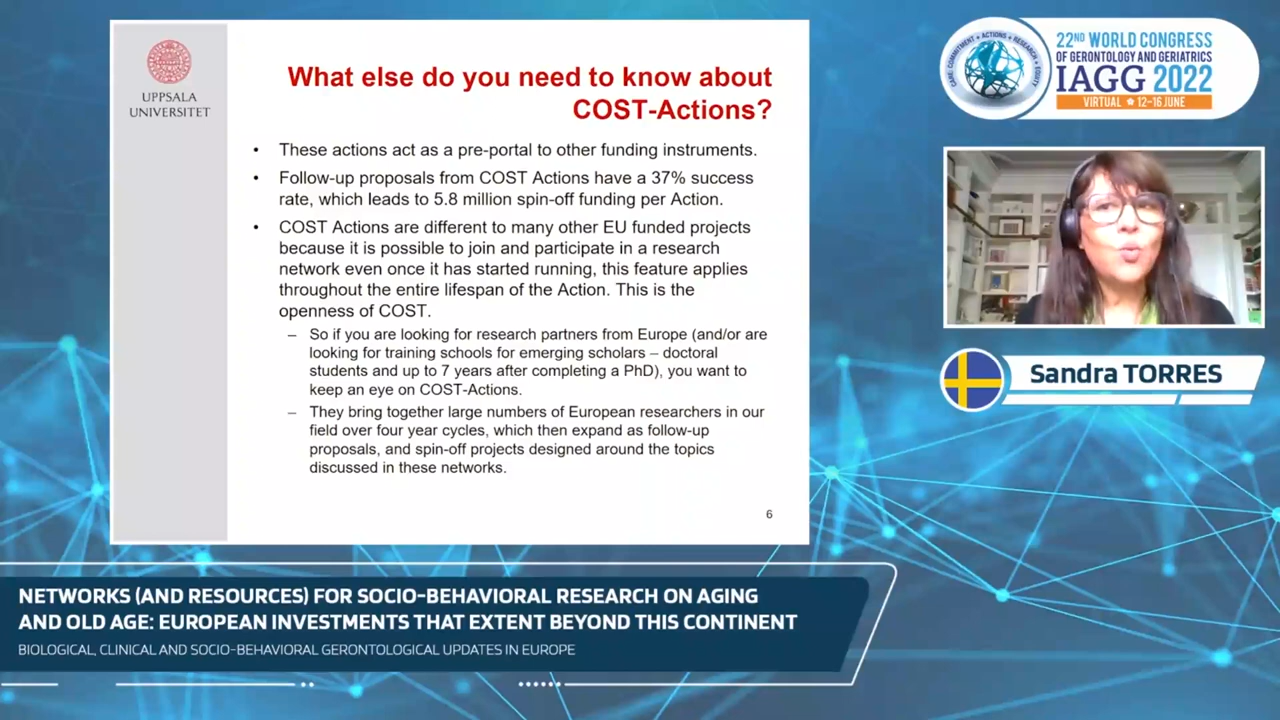 UPPSALA
UNIVERSITET
What else do you need to know about
COST-Actions?
• These actions act as a pre-portal to other funding instruments.
• Follow-up proposals from COST Actions have a 37% success
rate, which leads to 5.8 million spin-off funding per Action.
• COST Actions are different to many other EU funded projects
because it is possible to join and participate in a research
network even once it has started running, this feature applies
throughout the entire lifespan of the Action. This is the
openness of COST.
– So if you are looking for research partners from Europe (and/or are
looking for training schools for emerging scholars – doctoral
students and up to 7 years after completing a PhD), you want to
keep an eye on COST-Actions.
– They bring together large numbers of European researchers in our
field over four year cycles, which then expand as follow-up
proposals, and spin-off projects designed around the topics
discussed in these networks.
6
22ND WORLD CONGRESS
OF GERONTOLOGY AND GERIATRICS
IAGG 2022
VIRTUAL 12-16 JUNE
Sandra TORRES
NETWORKS (AND RESOURCES) FOR SOCIO-BEHAVIORAL RESEARCH ON AGING
AND OLD AGE: EUROPEAN INVESTMENTS THAT EXTENT BEYOND THIS CONTINENT
BIOLOGICAL, CLINICAL AND SOCIO-BEHAVIORAL GERONTOLOGICAL UPDATES IN EUROPE